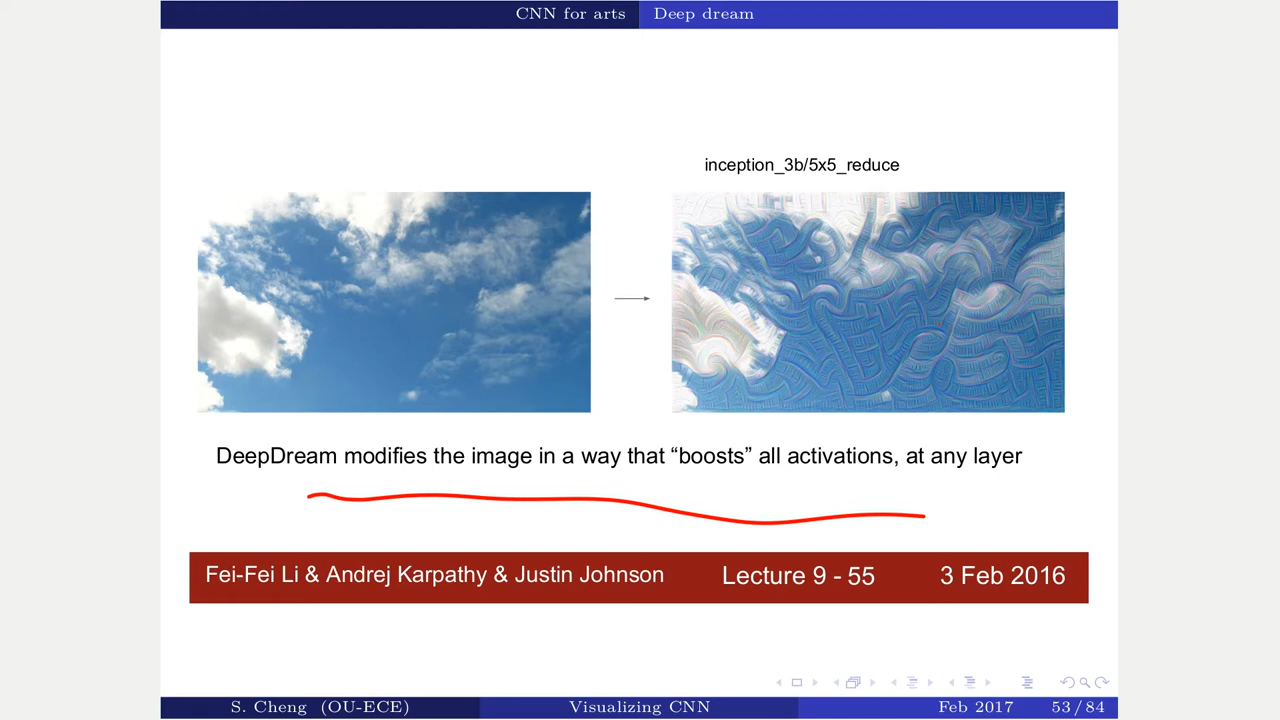 CNN for arts Deep dream
inception_3b/5x5_reduce
DeepDream modifies the image in a way that “boosts” all activations, at any layer
Fei-Fei Li & Andrej Karpathy & Justin Johnson Lecture 9 - 55 3 Feb 2016
S. Cheng (OU-ECE) Visualizing CNN Feb 2017 53 / 84